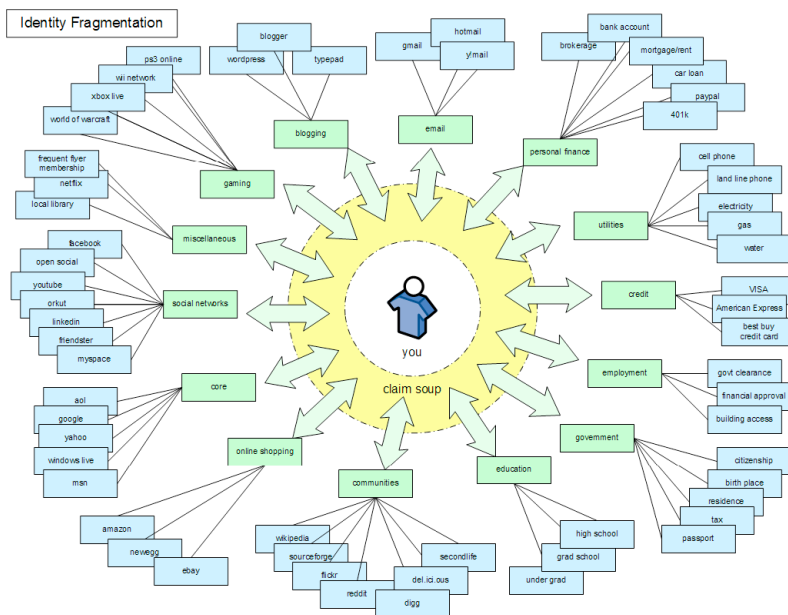 Identity Fragmentation
ps3 online
wii network
xbox live
world of warcraft
gaming
blogger
wordpress
typepad
blogging
hotmail
gmail
y!mail
email
bank account
brokerage
mortgage/rent
car loan
paypal
401k
personal finance
frequent flyer
membership
netflix
local library
miscellaneous
cell phone
land line phone
electricity
gas
water
utilities
facebook
open social
youtube
orkut
linkedin
friendster
myspace
social networks
you
claim soup
VISA
American Express
best buy
credit card
credit
aol
google
yahoo
windows live
msn
core
govt clearance
financial approval
building access
employment
online shopping
amazon
newegg
ebay
communities
wikipedia
sourceforge
flickr
reddit
digg
del.ici.ous
secondlife
education
high school
grad school
under grad
government
citizenship
birth place
residence
tax
passport